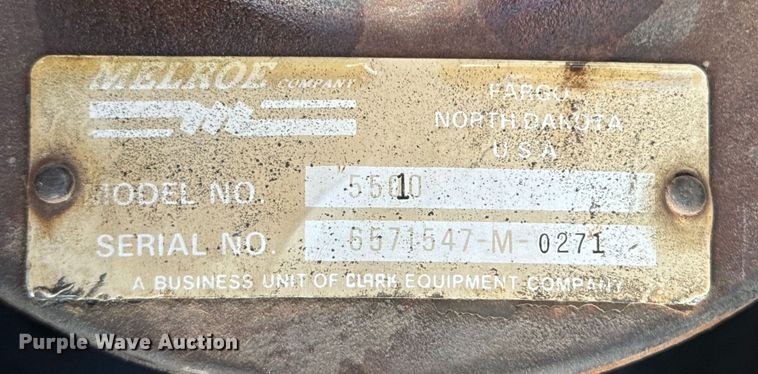 MELROE COMPANY
FARGO,
NORTH DAKOTA
U.S.A.
MODEL NO. 5510
SERIAL NO. 6571547-M-0271
A BUSINESS UNIT OF CLARK EQUIPMENT COMPANY
Purple Wave Auction